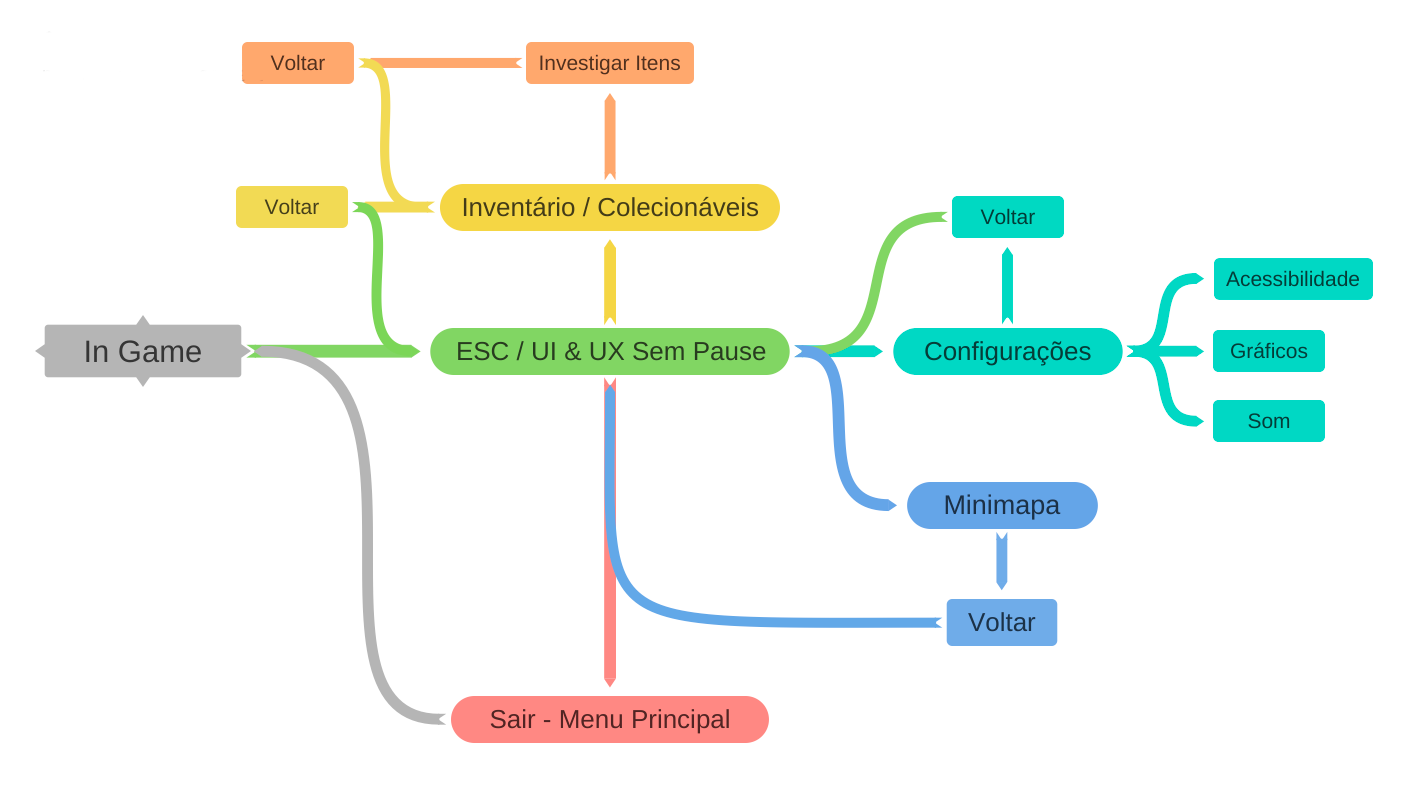 Voltar
Investigar Itens
Voltar
Inventário / Colecionáveis
Voltar
In Game
ESC / UI & UX Sem Pause
Configurações
Acessibilidade
Gráficos
Som
Minimapa
Voltar
Sair - Menu Principal